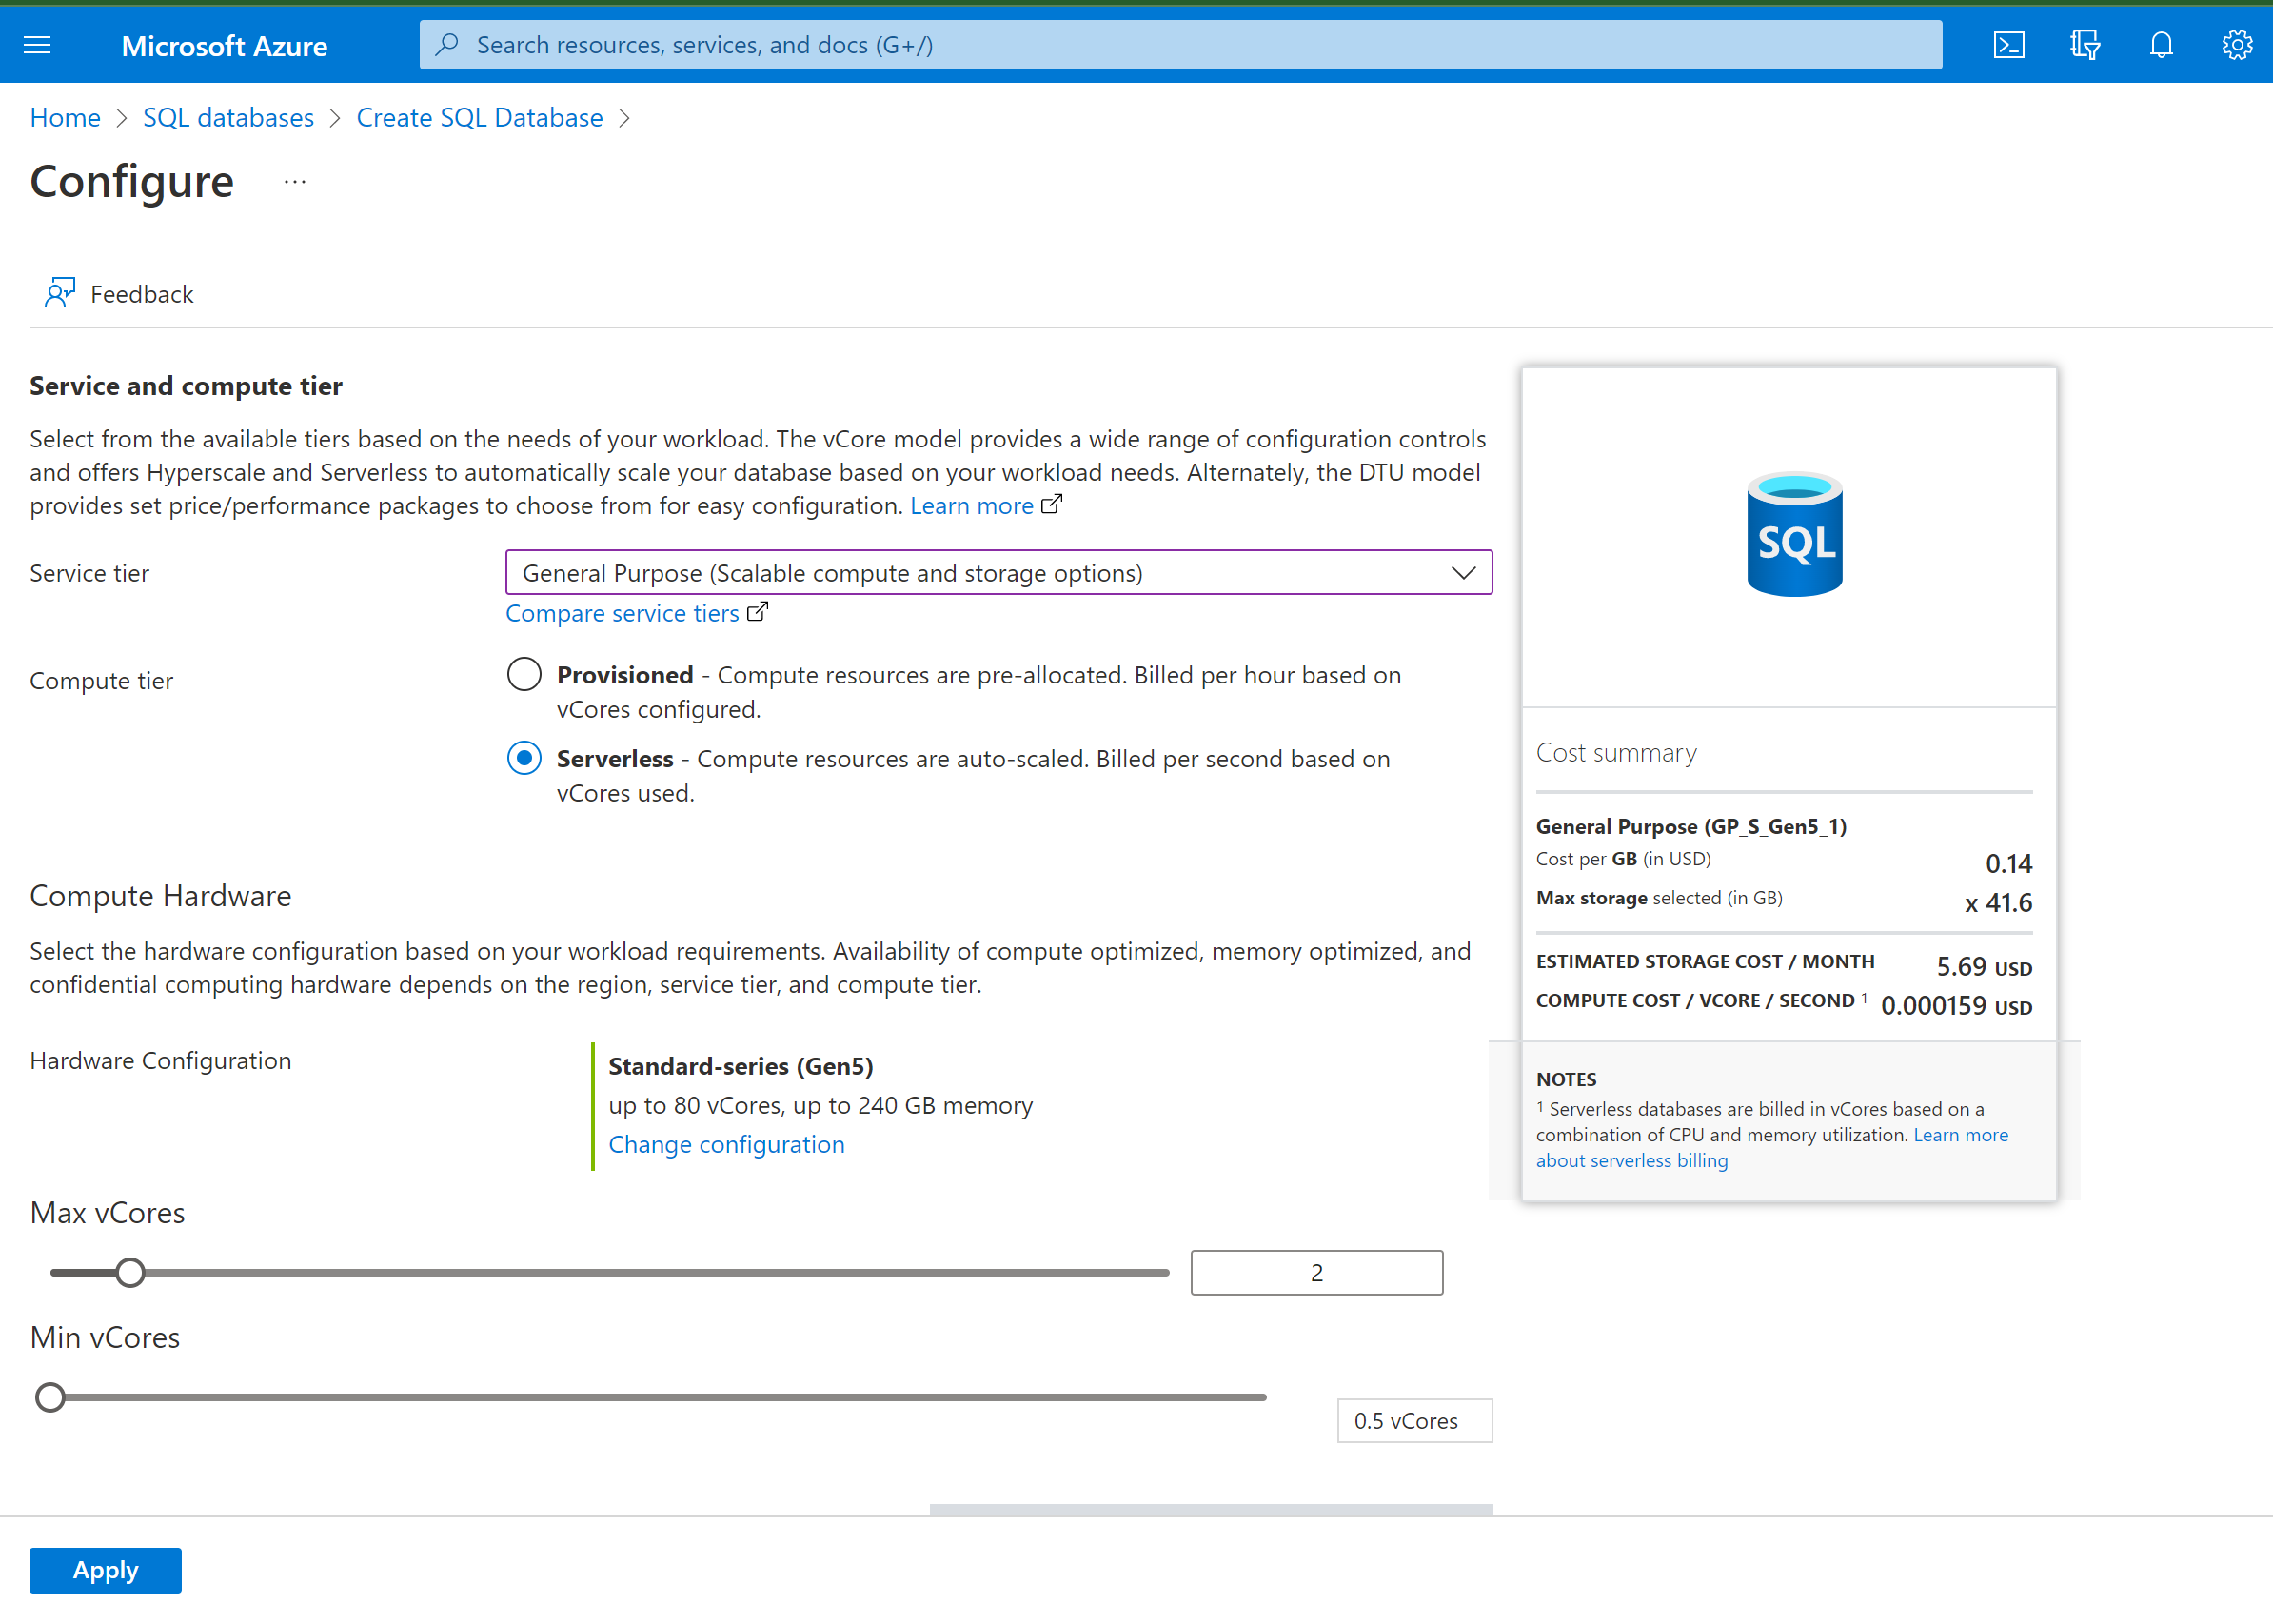 Microsoft Azure
Search resources, services, and docs (G+/)
Home > SQL databases > Create SQL Database >
Configure ...
Feedback
Service and compute tier
Select from the available tiers based on the needs of your workload. The vCore model provides a wide range of configuration controls
and offers Hyperscale and Serverless to automatically scale your database based on your workload needs. Alternately, the DTU model
provides set price/performance packages to choose from for easy configuration. Learn more
Service tier
General Purpose (Scalable compute and storage options)
Compare service tiers
Compute tier
Provisioned - Compute resources are pre-allocated. Billed per hour based on
vCores configured.
Serverless - Compute resources are auto-scaled. Billed per second based on
vCores used.
Compute Hardware
Select the hardware configuration based on your workload requirements. Availability of compute optimized, memory optimized, and
confidential computing hardware depends on the region, service tier, and compute tier.
Hardware Configuration
Standard-series (Gen5)
up to 80 vCores, up to 240 GB memory
Change configuration
Max vCores
2
Min vCores
0.5 vCores
Apply
SQL
Cost summary
General Purpose (GP_S_Gen5_1)
Cost per GB (in USD) 0.14
Max storage selected (in GB) x 41.6
ESTIMATED STORAGE COST / MONTH 5.69 USD
COMPUTE COST / VCORE / SECOND 1 0.000159 USD
NOTES
1 Serverless databases are billed in vCores based on a
combination of CPU and memory utilization. Learn more
about serverless billing